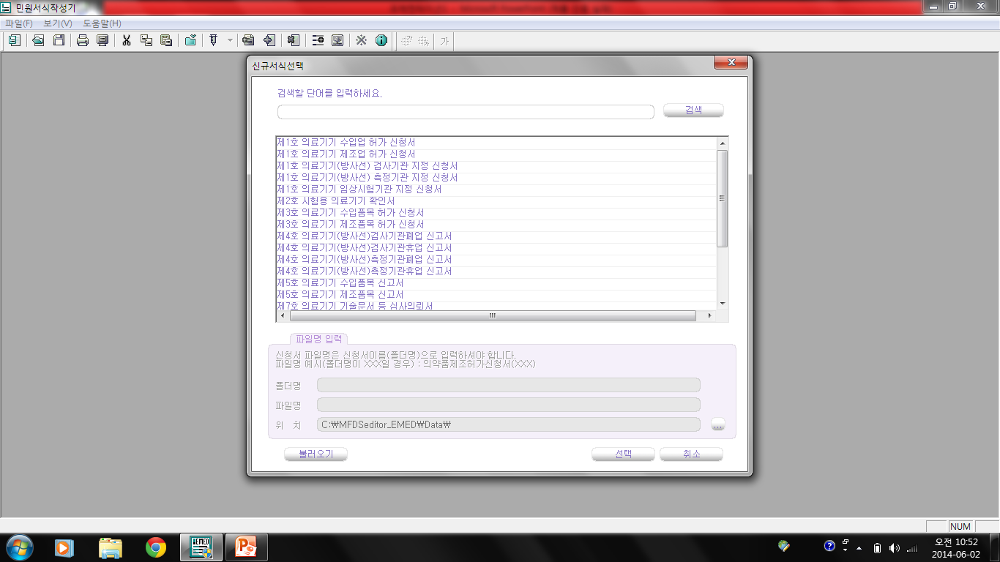 민원서식작성기
파일(F) 보기(V) 도움말(H)
가
신규서식선택
검색할 단어를 입력하세요.
검색
제1호 의료기기 수입업 허가 신청서
제1호 의료기기 제조업 허가 신청서
제1호 의료기기(방사선) 검사기관 지정 신청서
제1호 의료기기(방사선) 측정기관 지정 신청서
제1호 의료기기 임상시험기관 지정 신청서
제2호 시험용 의료기기 확인서
제3호 의료기기 수입품목 허가 신청서
제3호 의료기기 제조품목 허가 신청서
제4호 의료기기(방사선)검사기관폐업 신고서
제4호 의료기기(방사선)검사기관휴업 신고서
제4호 의료기기(방사선)측정기관폐업 신고서
제4호 의료기기(방사선)측정기관휴업 신고서
제5호 의료기기 수입품목 신고서
제5호 의료기기 제조품목 신고서
제7호 의료기기 기술문서 등 심사의뢰서
파일명 입력
신청서 파일명은 신청서이름(폴더명)으로 입력하셔야 합니다.
파일명 예시(폴더명이 XXX일 경우) : 의약품제조허가신청서(XXX)
폴더명
파일명
위 치 C:₩MFDSeditor_EMED₩Data₩
...
불러오기 선택 취소
NUM
EMED
오전 10:52
2014-06-02